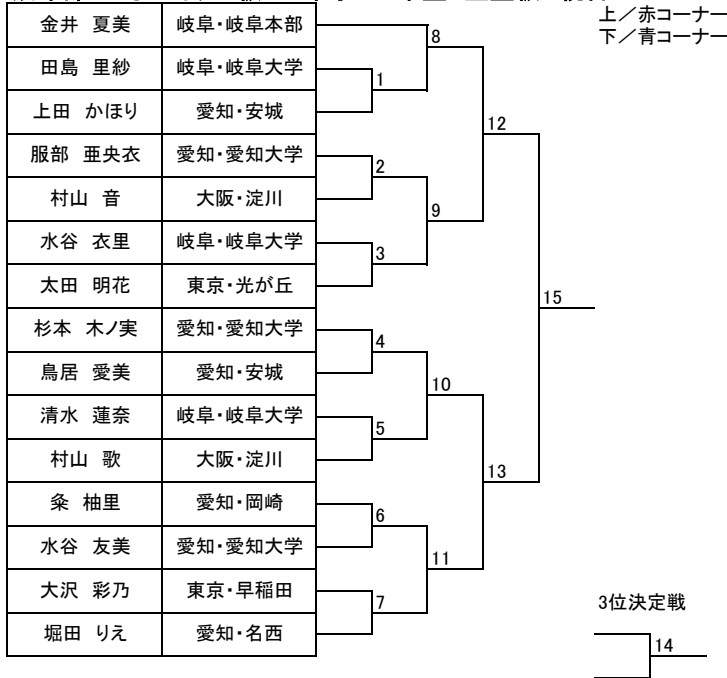 上／赤コーナー
下／青コーナー
金井 夏美 岐阜・岐阜本部
8
田島 里紗 岐阜・岐阜大学
1
上田 かほり 愛知・安城
12
服部 亜央衣 愛知・愛知大学
2
村山 音 大阪・淀川
9
水谷 衣里 岐阜・岐阜大学
3
太田 明花 東京・光が丘
15
杉本 木ノ実 愛知・愛知大学
4
鳥居 愛美 愛知・安城
10
清水 蓮奈 岐阜・岐阜大学
5
村山 歌 大阪・淀川
13
粂 柚里 愛知・岡崎
6
水谷 友美 愛知・愛知大学
11
大沢 彩乃 東京・早稲田
7
3位決定戦
堀田 りえ 愛知・名西
14